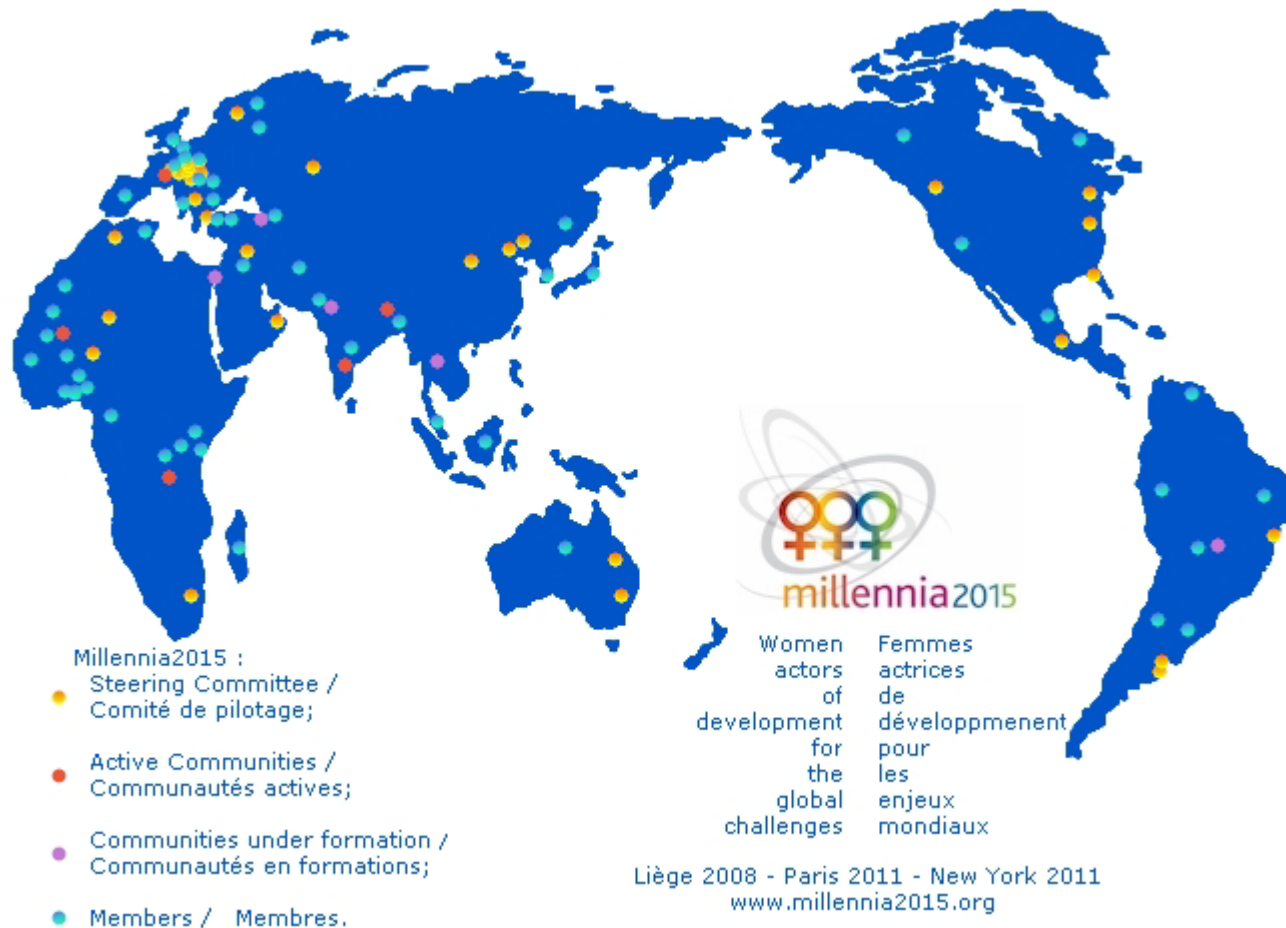 millennia2015
Millennia2015 :
Steering Committee /
Comité de pilotage;
Active Communities /
Communautés actives;
Communities under formation /
Communautés en formations;
Members / Membres.
Women Femmes
actors actrices
of de
development développmenent
for pour
the les
global enjeux
challenges mondiaux
Liège 2008 - Paris 2011 - New York 2011
www.millennia2015.org